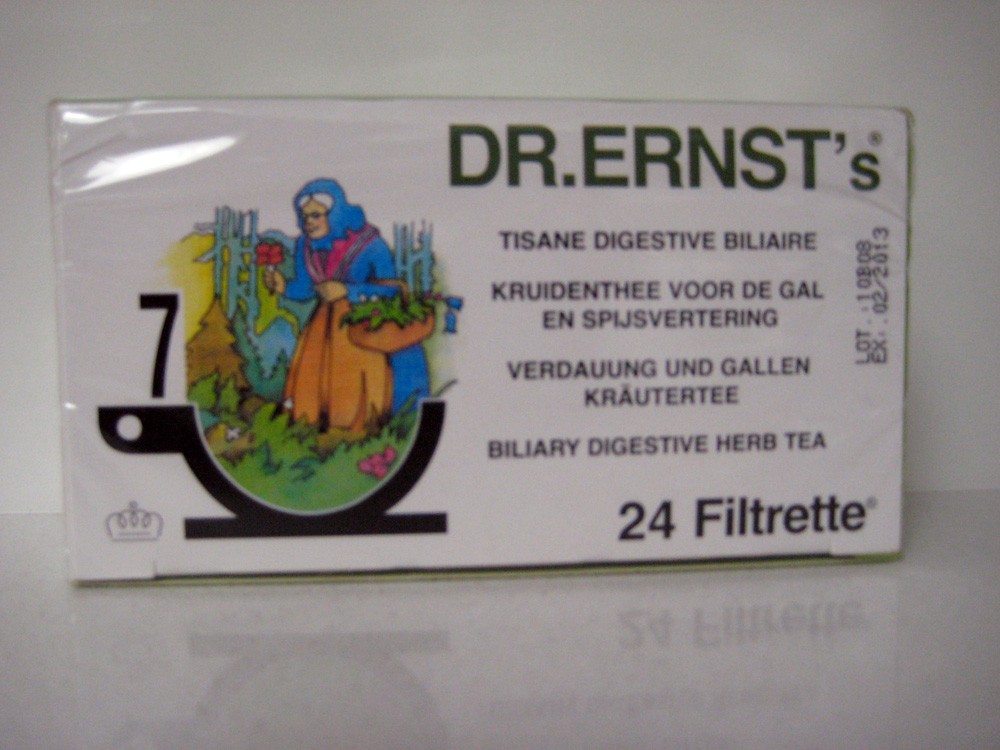 DR.ERNST's®
TISANE DIGESTIVE BILIAIRE
KRUIDENTHEE VOOR DE GAL
EN SPIJSVERTERING
VERDAUUNG UND GALLEN
KRÄUTERTEE
BILIARY DIGESTIVE HERB TEA
24 Filtrette®
7
LOT.:10B08
EX.:02/2013